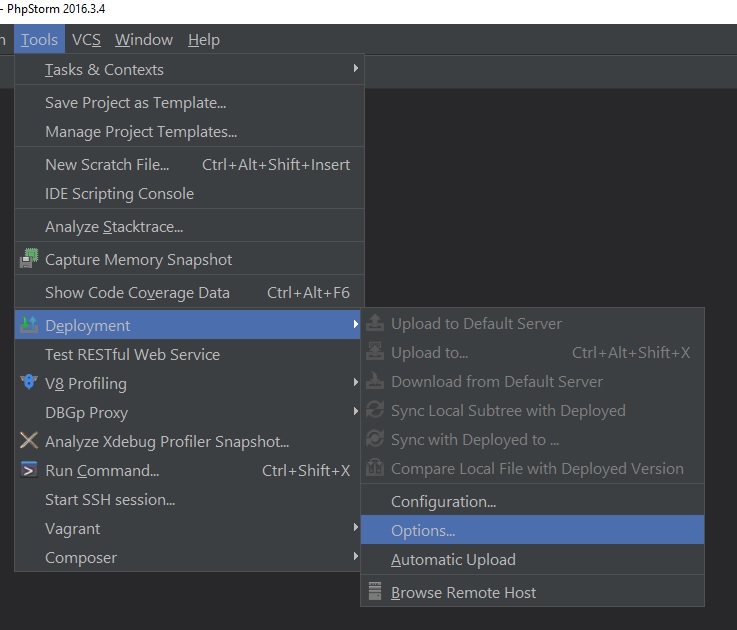 - PhpStorm 2016.3.4
Tools VCS Window Help
Tasks & Contexts
Save Project as Template...
Manage Project Templates...
New Scratch File... Ctrl+Alt+Shift+Insert
IDE Scripting Console
Analyze Stacktrace...
Capture Memory Snapshot
Show Code Coverage Data Ctrl+Alt+F6
Deployment
Test RESTful Web Service
V8 Profiling
DBGp Proxy
Analyze Xdebug Profiler Snapshot...
Run Command... Ctrl+Shift+X
Start SSH session...
Vagrant
Composer
Upload to Default Server
Upload to... Ctrl+Alt+Shift+X
Download from Default Server
Sync Local Subtree with Deployed
Sync with Deployed to ...
Compare Local File with Deployed Version
Configuration...
Options...
Automatic Upload
Browse Remote Host